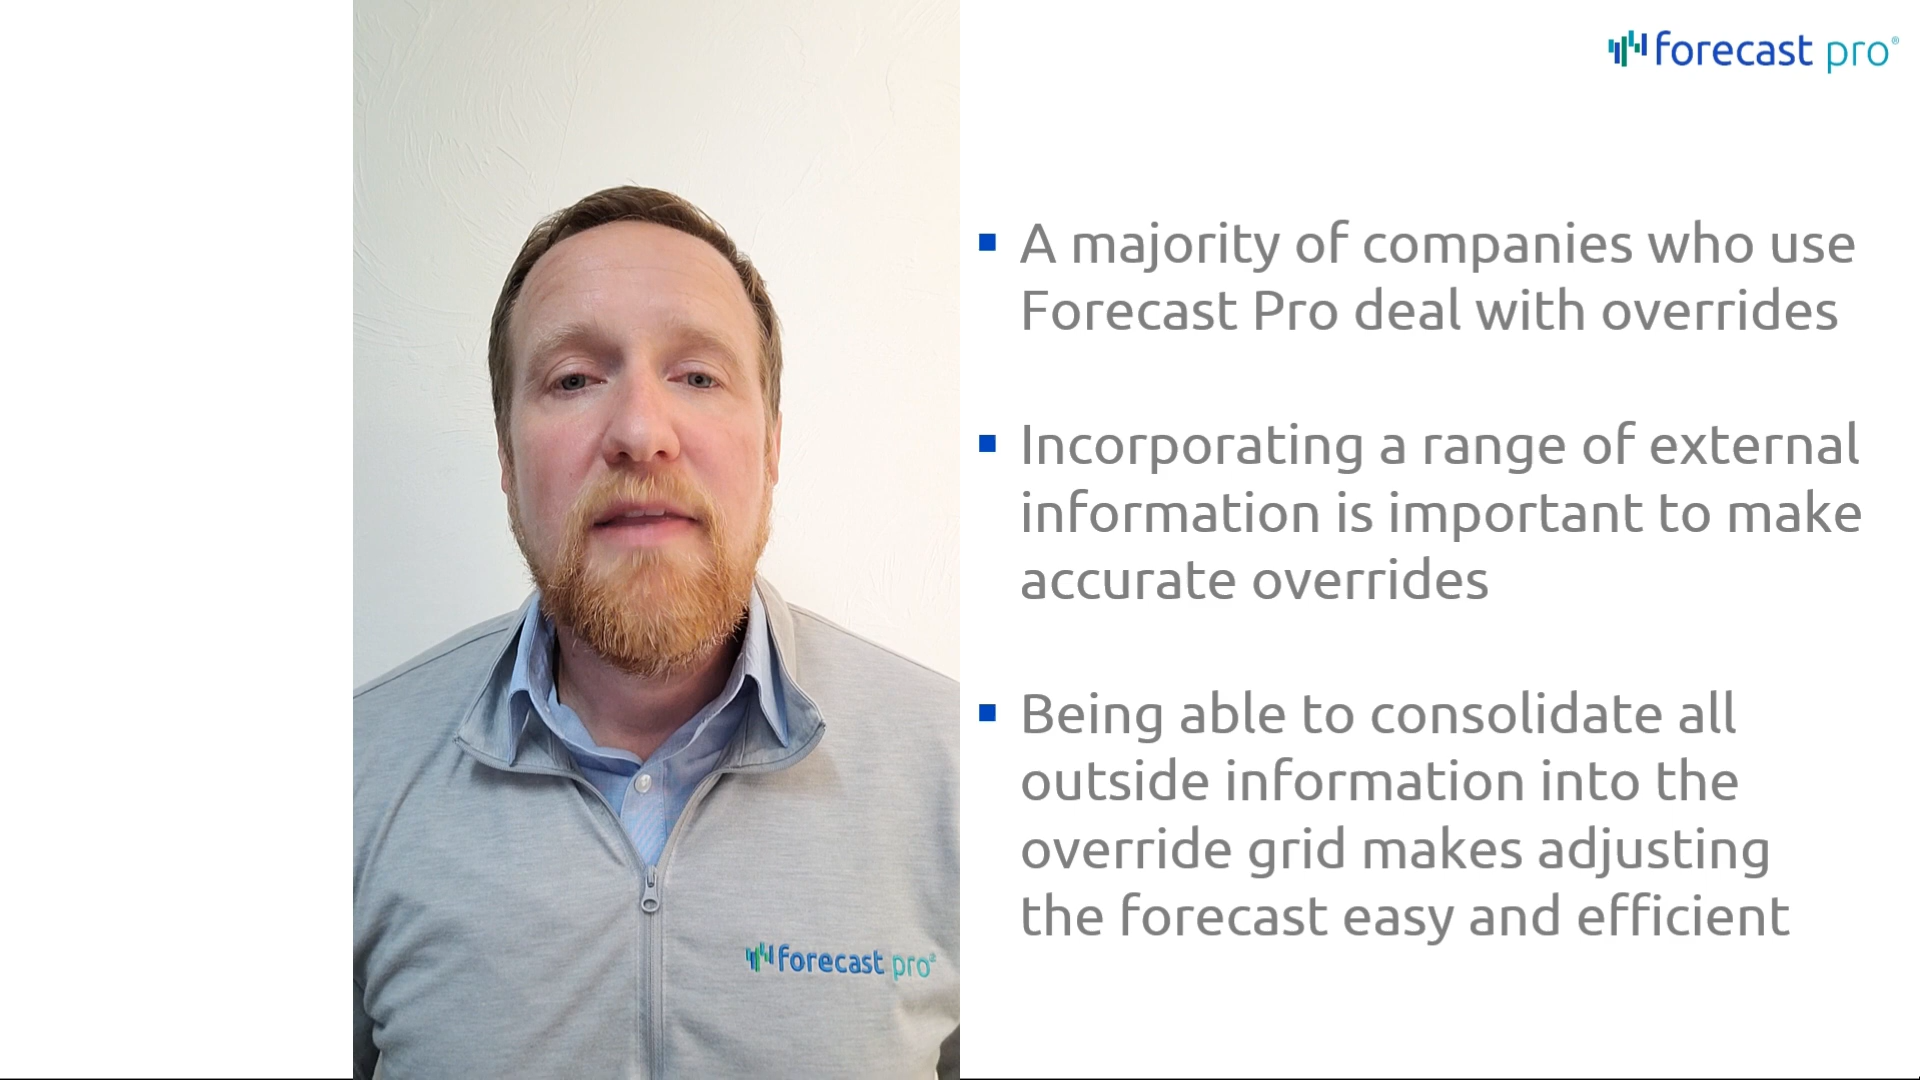 forecast pro®
A majority of companies who use
Forecast Pro deal with overrides
Incorporating a range of external
information is important to make
accurate overrides
Being able to consolidate all
outside information into the
override grid makes adjusting
the forecast easy and efficient
forecast pro®